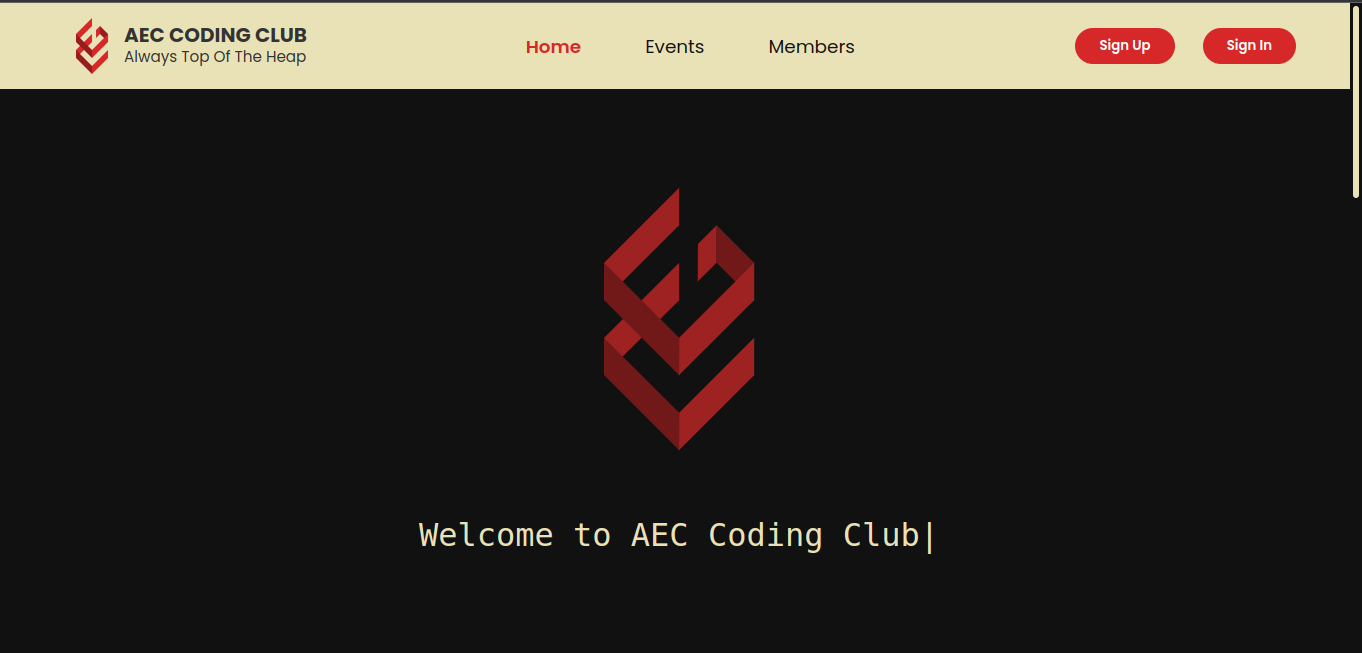 AEC CODING CLUB
Always Top Of The Heap
Home
Events
Members
Sign Up
Sign In
Welcome to AEC Coding Club|